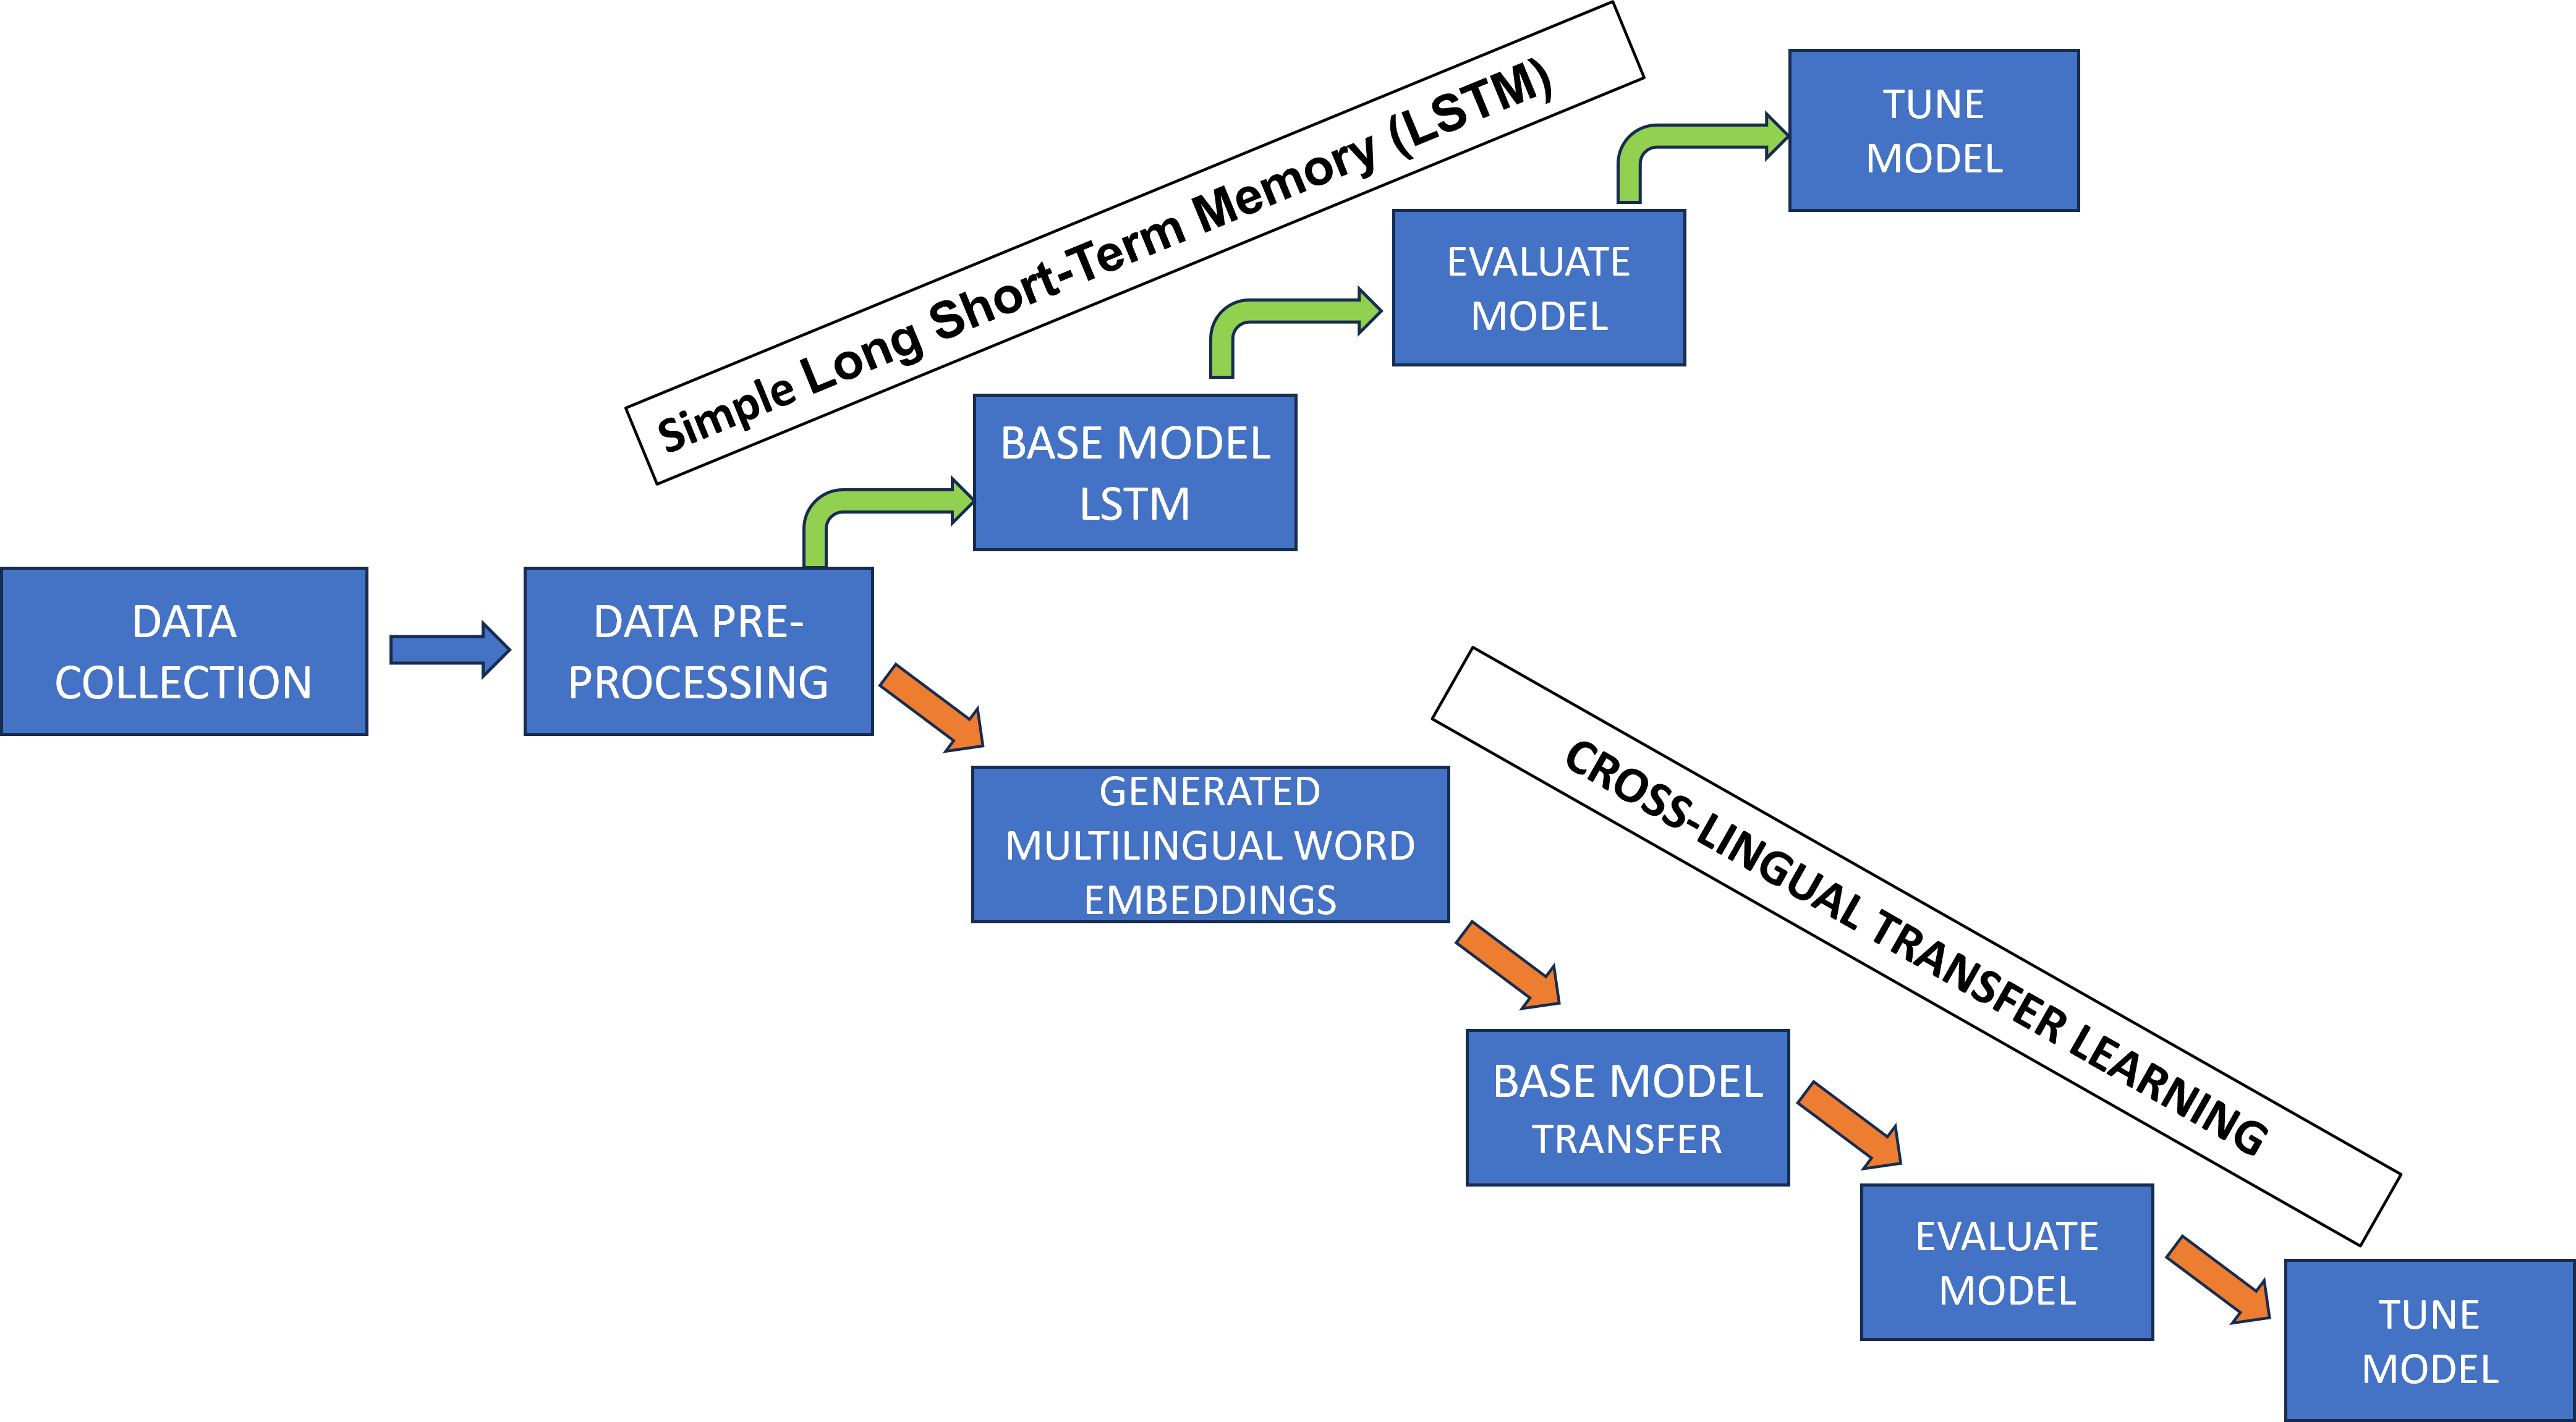 Simple Long Short-Term Memory (LSTM)
TUNE
MODEL
EVALUATE
MODEL
BASE MODEL
LSTM
DATA
COLLECTION
DATA PRE-
PROCESSING
GENERATED
MULTILINGUAL WORD
EMBEDDINGS
CROSS-LINGUAL TRANSFER LEARNING
BASE MODEL
TRANSFER
EVALUATE
MODEL
TUNE
MODEL